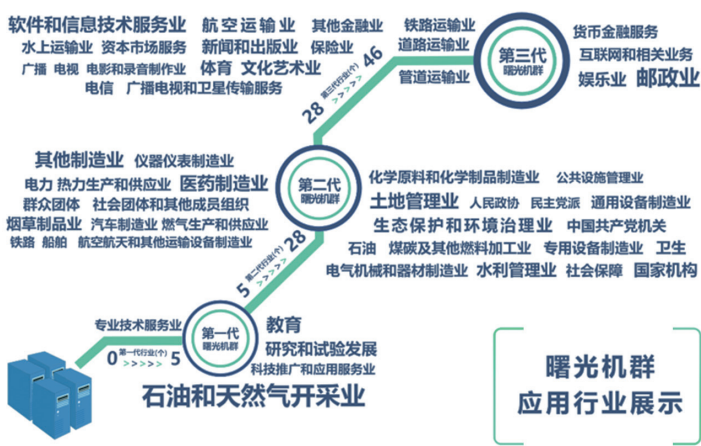 软件和信息技术服务业 航空运输业 其他金融业 铁路运输业
水上运输业 资本市场服务 新闻和出版业 保险业 道路运输业
广播 电视 电影和录音制作业 体育 文化艺术业 管道运输业
电信 广播电视和卫星传输服务
28 第三代行业(个) >>>>> 46
第三代
曙光机群
货币金融服务
互联网和相关业务
娱乐业 邮政业
其他制造业 仪器仪表制造业
电力 热力生产和供应业 医药制造业
群众团体 社会团体和其他成员组织
烟草制品业 汽车制造业 燃气生产和供应业
铁路 船舶 航空航天和其他运输设备制造业
第二代
曙光机群
化学原料和化学制品制造业 公共设施管理业
土地管理业 人民政协 民主党派 通用设备制造业
生态保护和环境治理业 中国共产党机关
石油 煤碳及其他燃料加工业 专用设备制造业 卫生
电气机械和器材制造业 水利管理业 社会保障 国家机构
5 第二代行业(个) >>>>> 28
专业技术服务业
0 第一代行业(个) >>>>> 5
第一代
曙光机群
教育
研究和试验发展
科技推广和应用服务业
石油和天然气开采业
曙光机群
应用行业展示